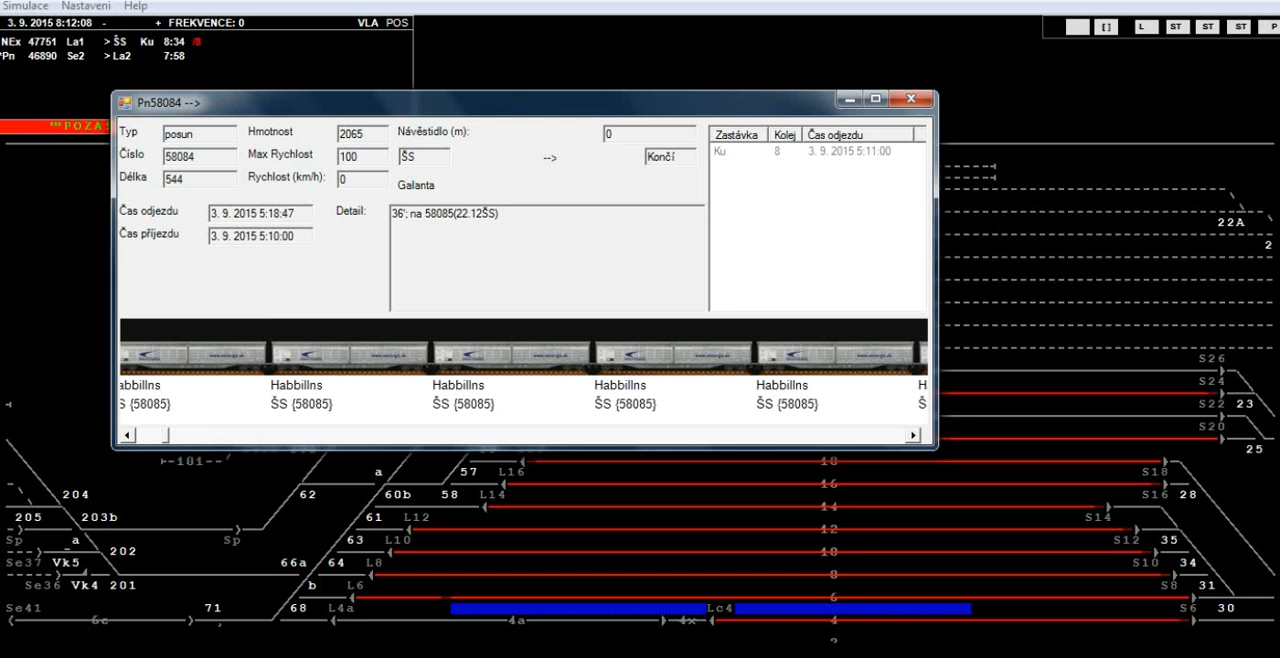 Simulace Nastaveni Help
3. 9. 2015 8:12:08 - + FREKVENCE: 0 VLA POS
NEx 47751 La1 > ŠS Ku 8:34 /8
*Pn 46890 Se2 > La2 7:58
[] L ST ST ST P
***POZAS
Pn58084 -->
Typ posun Hmotnost 2065 Návěstidlo (m): 0
Číslo 58084 Max Rychlost 100 ŠS --> Končí
Délka 544 Rychlost (km/h): 0 Galanta
Čas odjezdu 3. 9. 2015 5:18:47 Detail: 36'; na 58085(22.12ŠS)
Čas příjezdu 3. 9. 2015 5:10:00
Zastávka Kolej Čas odjezdu
Ku 8 3. 9. 2015 5:11:00
abbillns Habbillns Habbillns Habbillns Habbillns H
S {58085} ŠS {58085} ŠS {58085} ŠS {58085} ŠS {58085} Š
22A
2
S26
S24
S22 23
S20
25
-101- a 57 L16 18 S18
204 62 60b 58 L14 16 S16 28
205 203b 61 L12 14 S14
Sp a Sp 63 L10 12 S12 35
Se37 Vk5 202 66a 64 L8 10 S10 34
Se36 Vk4 201 b L6 8 S8 31
Se41 71 68 L4a 6 Lc4 S6 30
6c 4a 4x 4
2